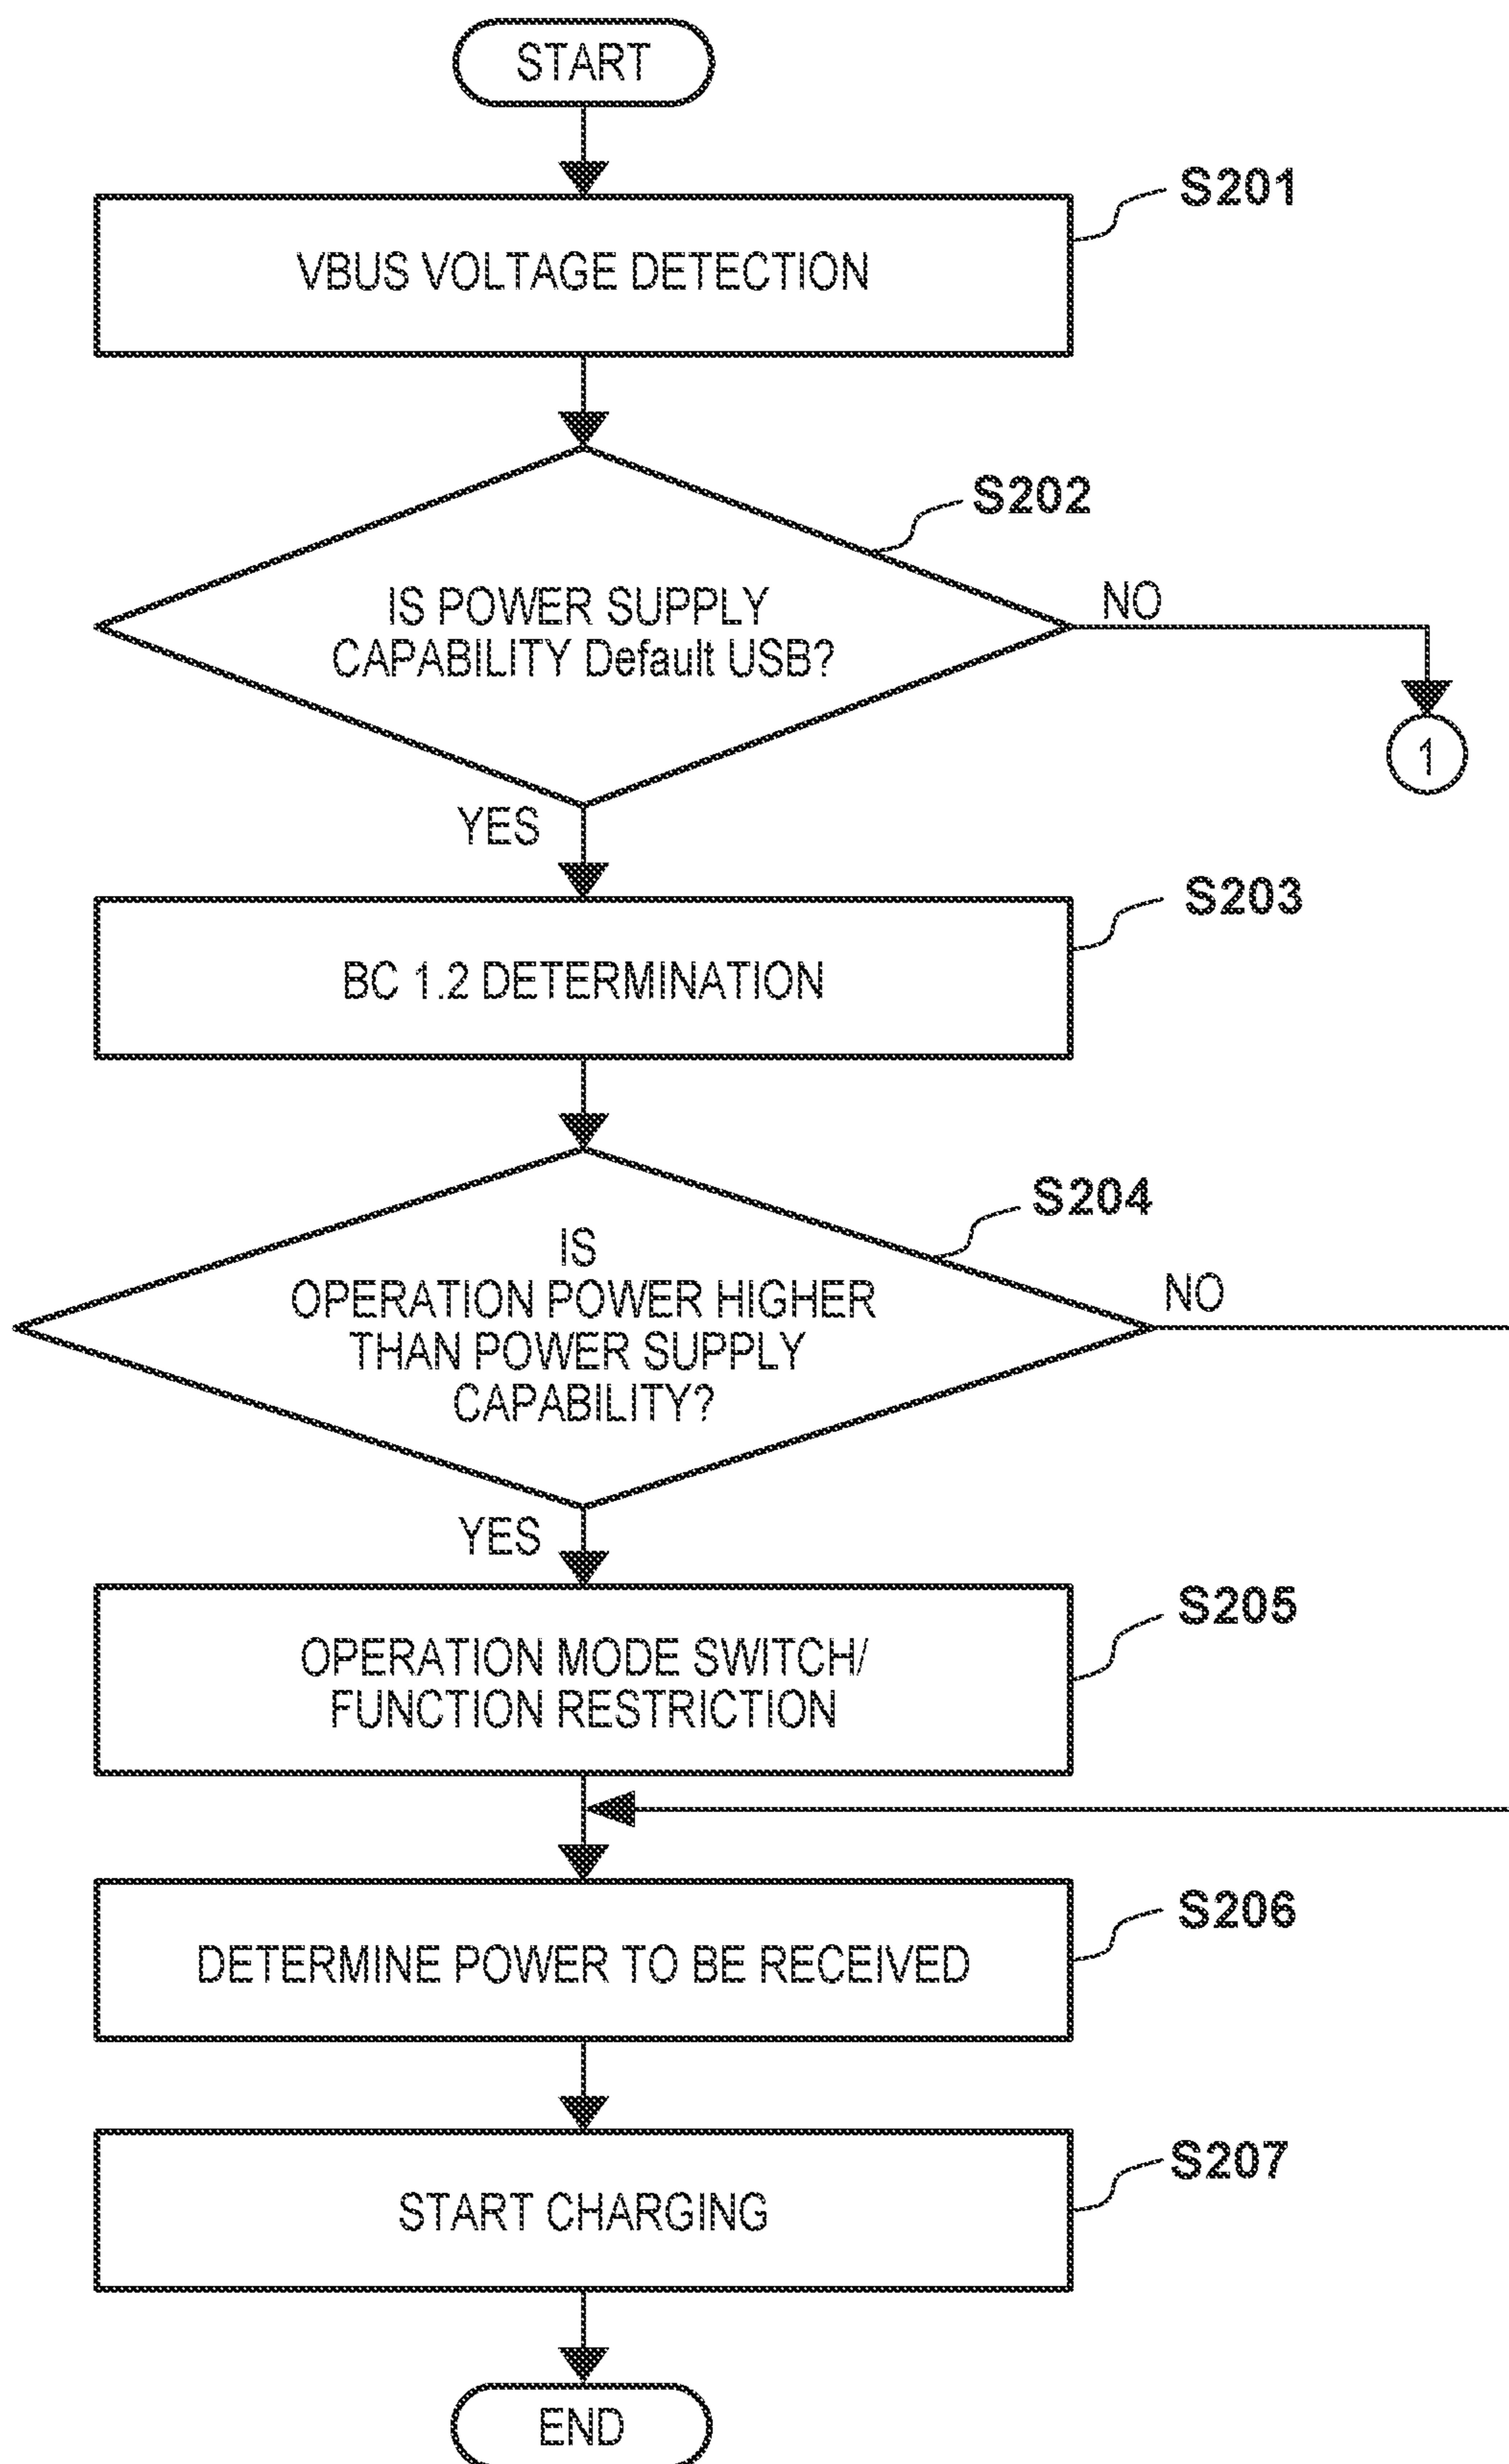 START
S201
VBUS VOLTAGE DETECTION
S202
IS POWER SUPPLY
CAPABILITY Default USB?
NO
1
YES
S203
BC 1.2 DETERMINATION
S204
IS
OPERATION POWER HIGHER
THAN POWER SUPPLY
CAPABILITY?
NO
YES
S205
OPERATION MODE SWITCH/
FUNCTION RESTRICTION
S206
DETERMINE POWER TO BE RECEIVED
S207
START CHARGING
END